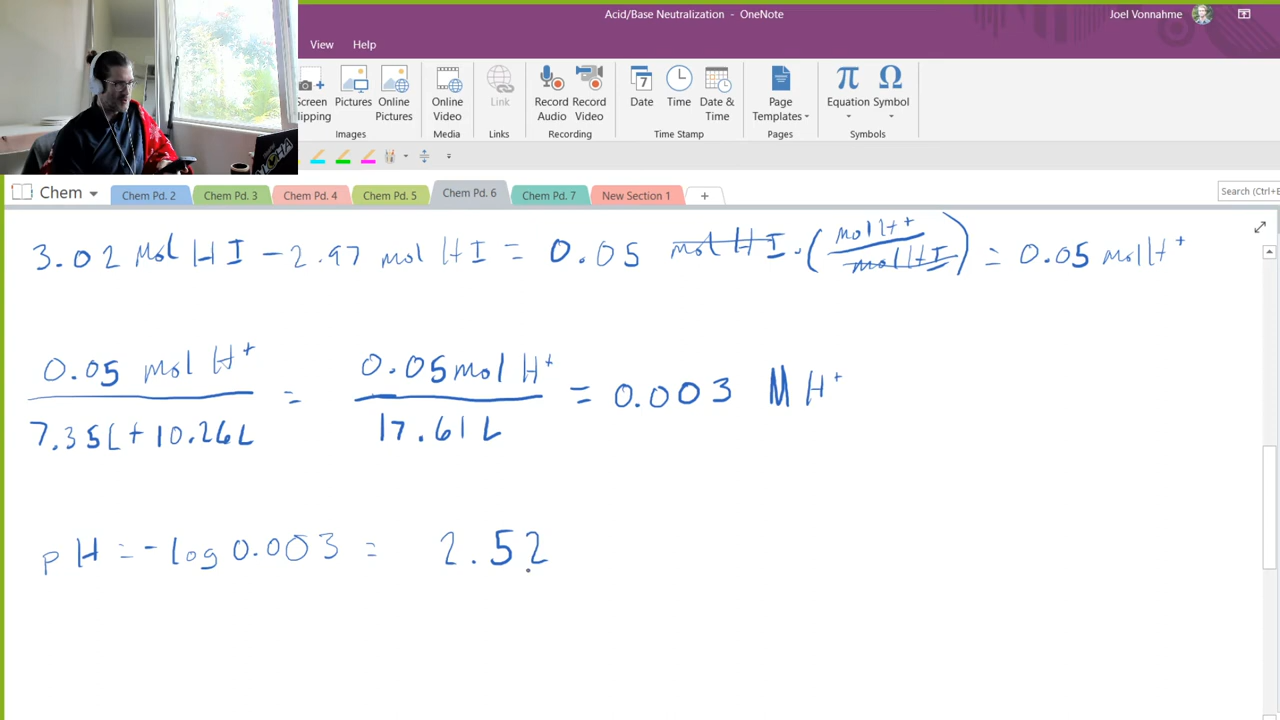 Acid/Base Neutralization - OneNote
Joel Vonnahme
View Help
Screen Clipping Pictures Online Pictures Online Video Link Record Audio Record Video Date Time Date & Time Page Templates Equation Symbol
Images Media Links Recording Time Stamp Pages Symbols
Chem Chem Pd. 2 Chem Pd. 3 Chem Pd. 4 Chem Pd. 5 Chem Pd. 6 Chem Pd. 7 New Section 1 + Search (Ctrl+E
3.02 mol HI - 2.97 mol HI = 0.05 mol HI · (mol H+ / mol HI) = 0.05 mol H+
0.05 mol H+ / 7.35L + 10.26L = 0.05 mol H+ / 17.61 L = 0.003 M H+
pH = -log 0.003 = 2.52